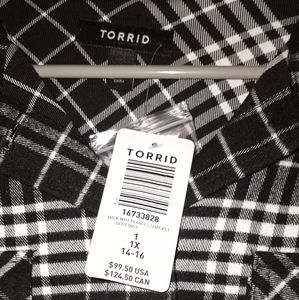 TORRID
TORRID
16733828
1
1X
14-16
$99.50 USA
$124.50 CAN